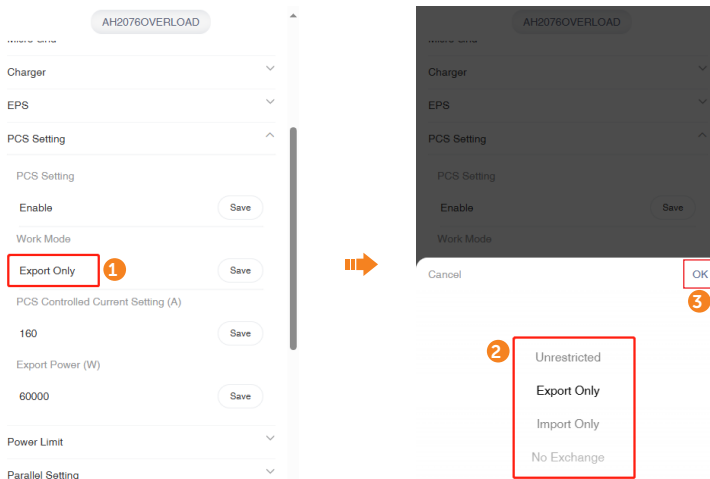 AH2076OVERLOAD
Charger
EPS
PCS Setting
PCS Setting
Enable
Save
Work Mode
Export Only
1
Save
PCS Controlled Current Setting (A)
160
Save
Export Power (W)
60000
Save
Power Limit
Parallel Setting
AH2076OVERLOAD
Charger
EPS
PCS Setting
PCS Setting
Enable
Save
Work Mode
Cancel
OK
3
2
Unrestricted
Export Only
Import Only
No Exchange